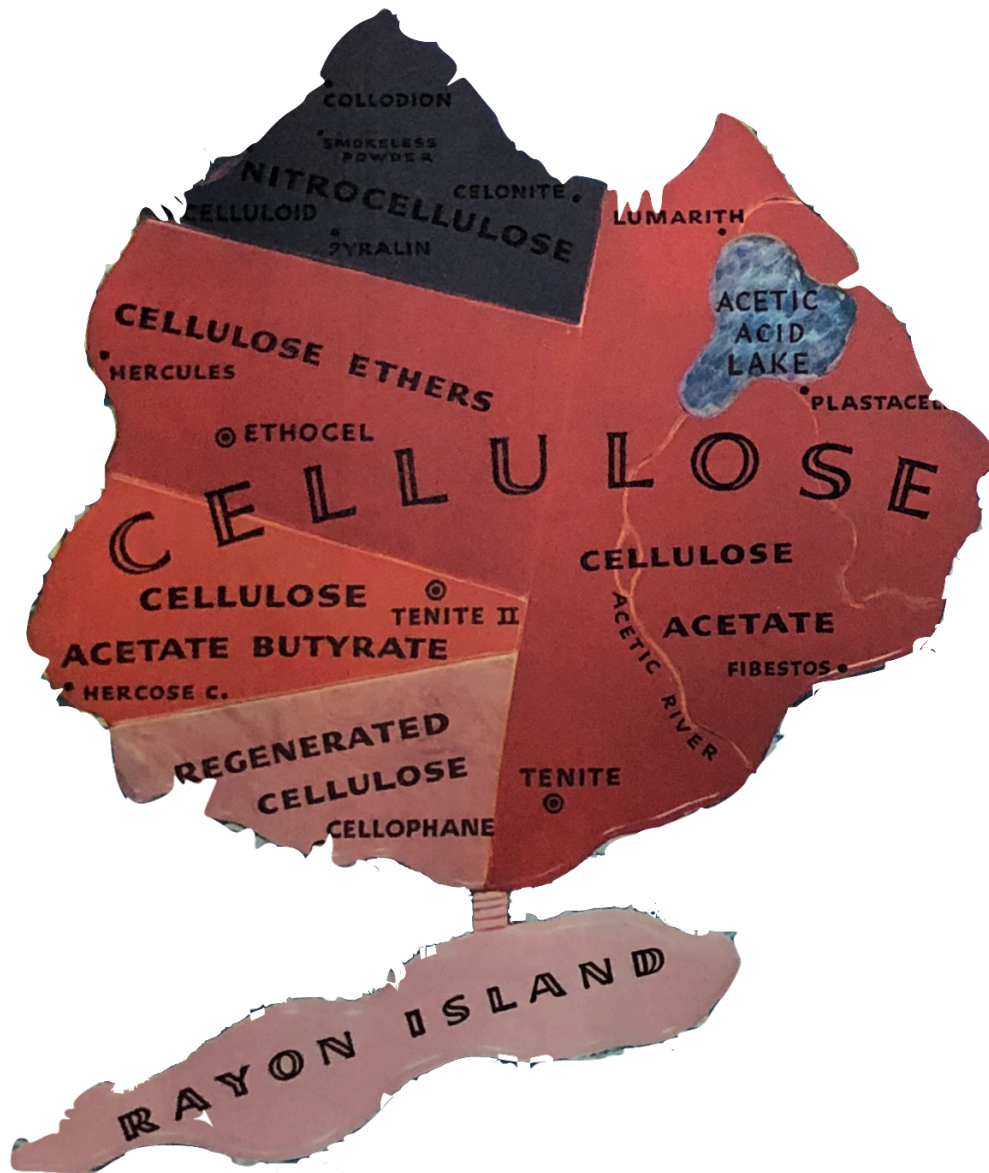 COLLODION
SMOKELESS
POWDER
NITROCELLULOSE
CELONITE
CELLULOID
PYRALIN
LUMARITH
ACETIC
ACID
LAKE
CELLULOSE ETHERS
HERCULES
PLASTACEL
ETHOCEL
CELLULOSE
CELLULOSE
ACETATE BUTYRATE
TENITE II
HERCOSE C.
CELLULOSE
ACETATE
ACETIC RIVER
FIBESTOS
REGENERATED
CELLULOSE
CELLOPHANE
TENITE
RAYON ISLAND